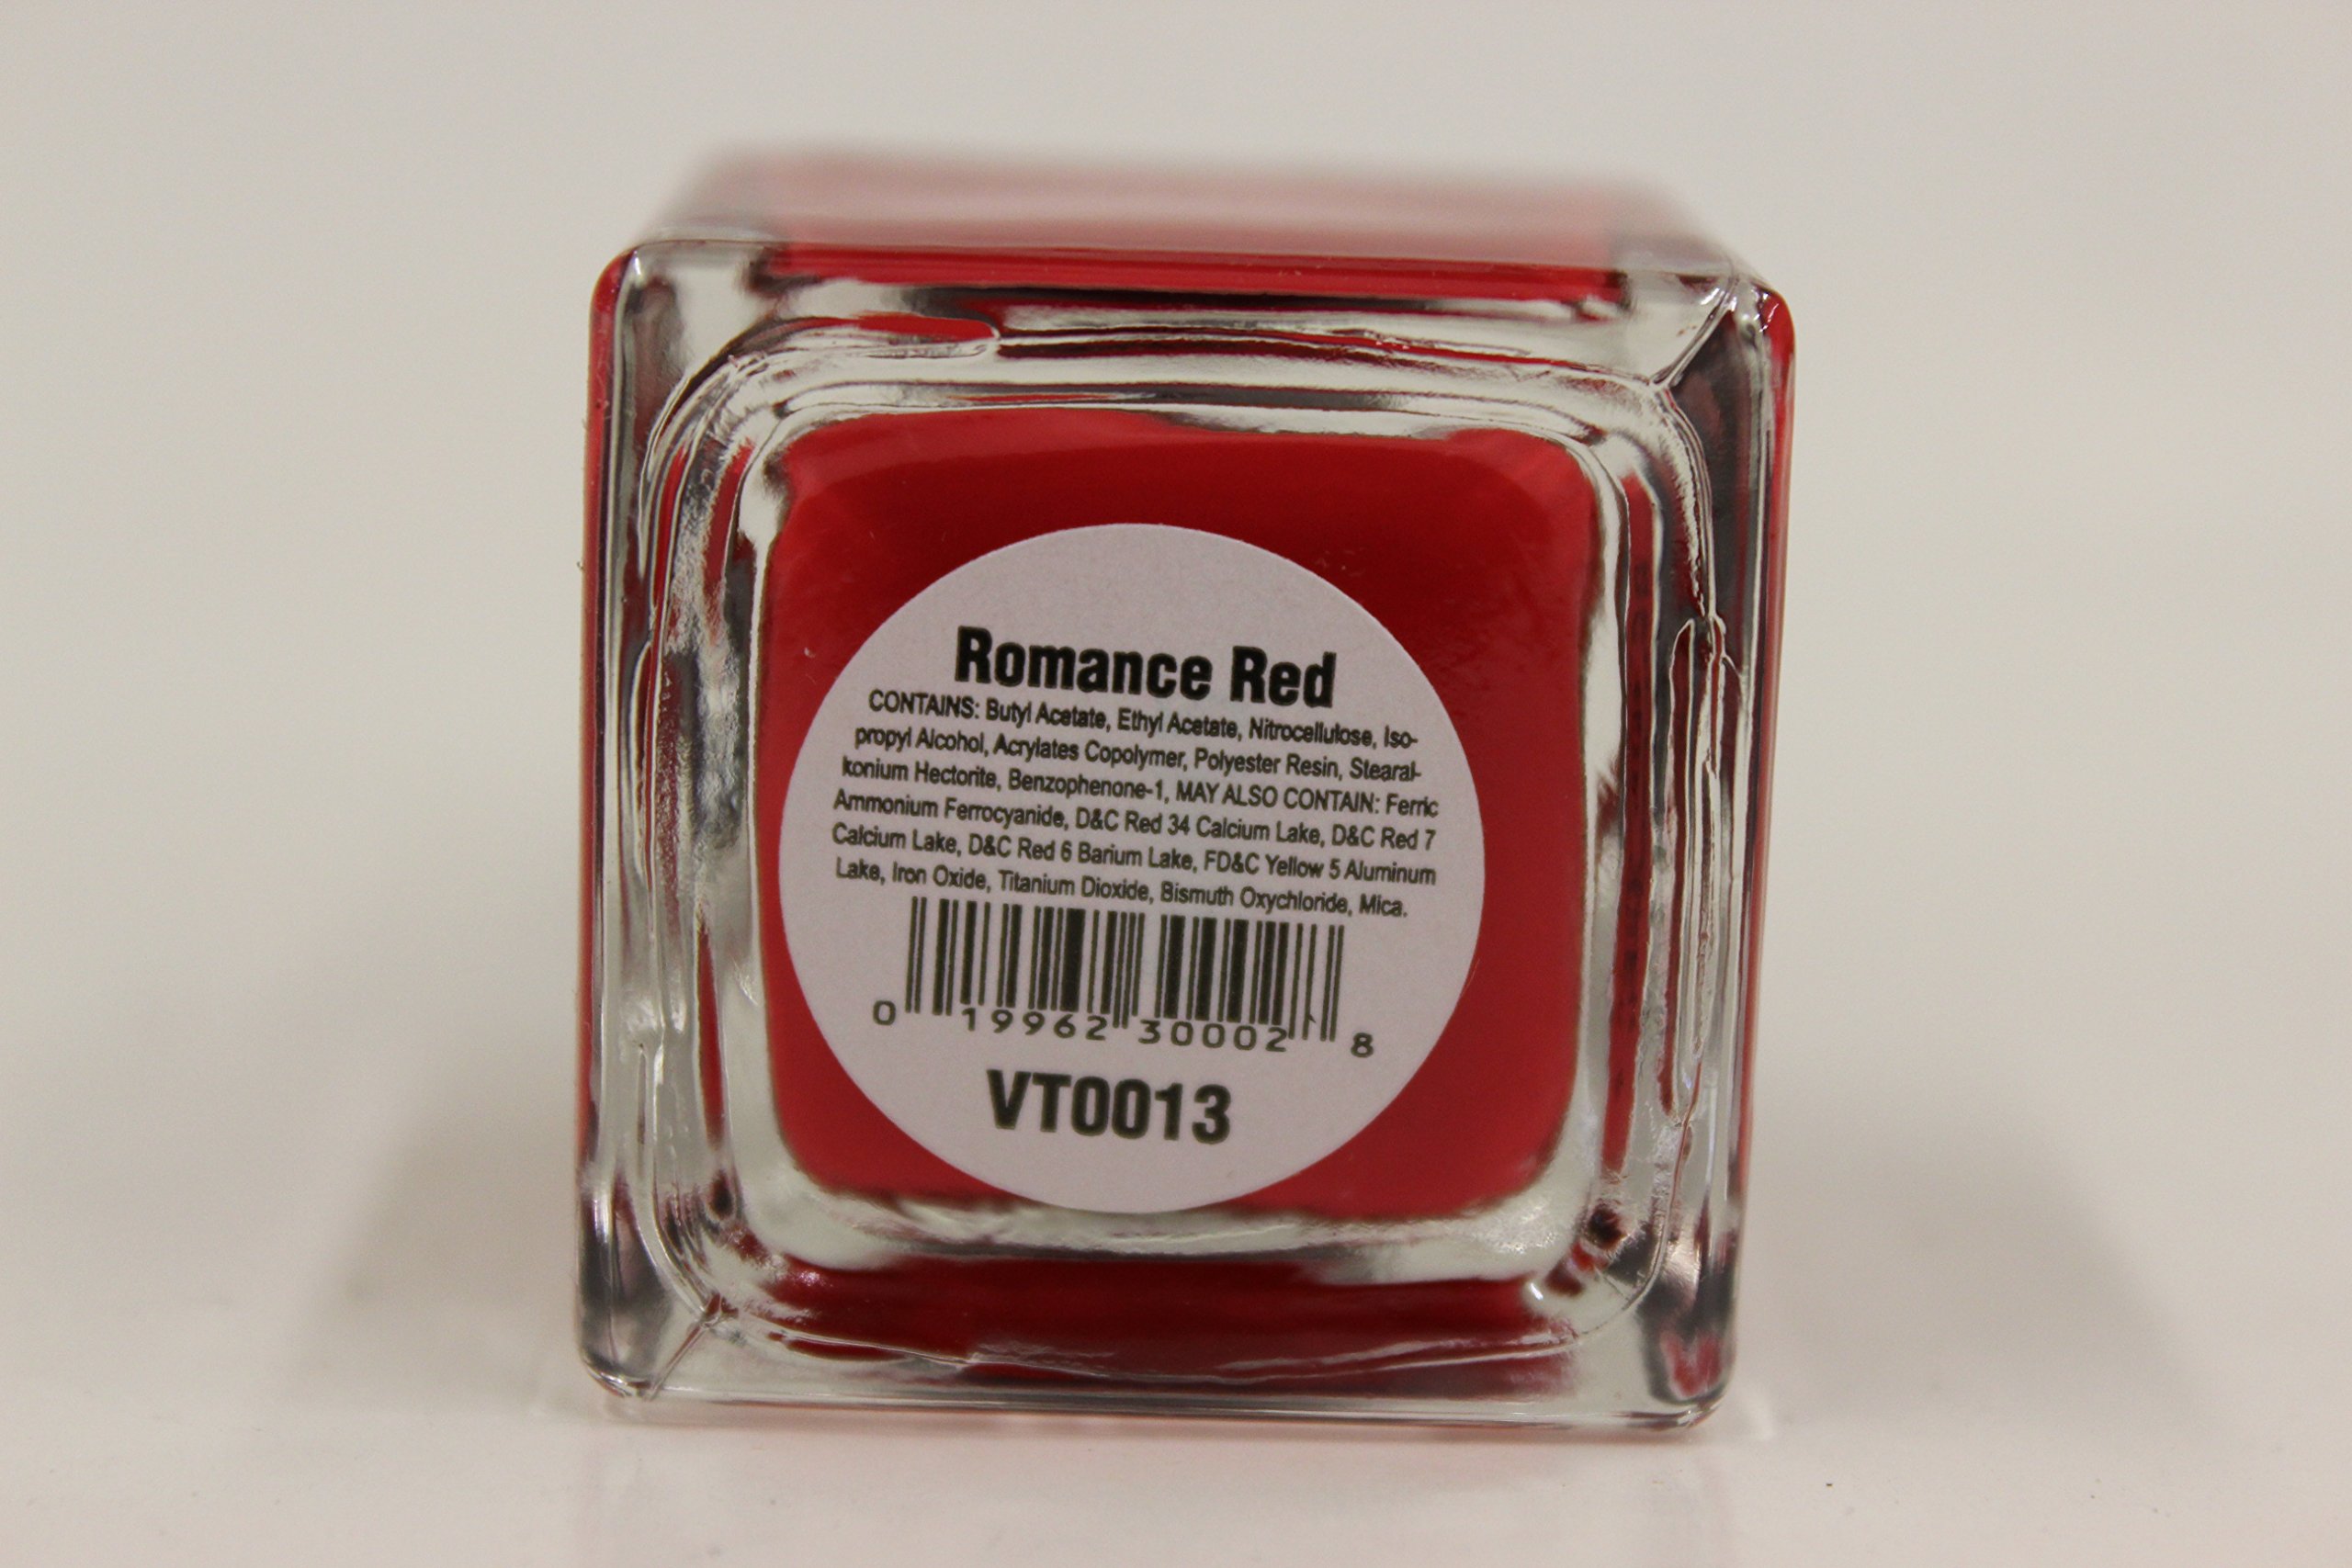 Romance Red
CONTAINS: Butyl Acetate, Ethyl Acetate, Nitrocellulose, Iso-
propyl Alcohol, Acrylates Copolymer, Polyester Resin, Stearal-
konium Hectorite, Benzophenone-1, MAY ALSO CONTAIN: Ferric
Ammonium Ferrocyanide, D&C Red 34 Calcium Lake, D&C Red 7
Calcium Lake, D&C Red 6 Barium Lake, FD&C Yellow 5 Aluminum
Lake, Iron Oxide, Titanium Dioxide, Bismuth Oxychloride, Mica.
0 19962 30002 8
VT0013